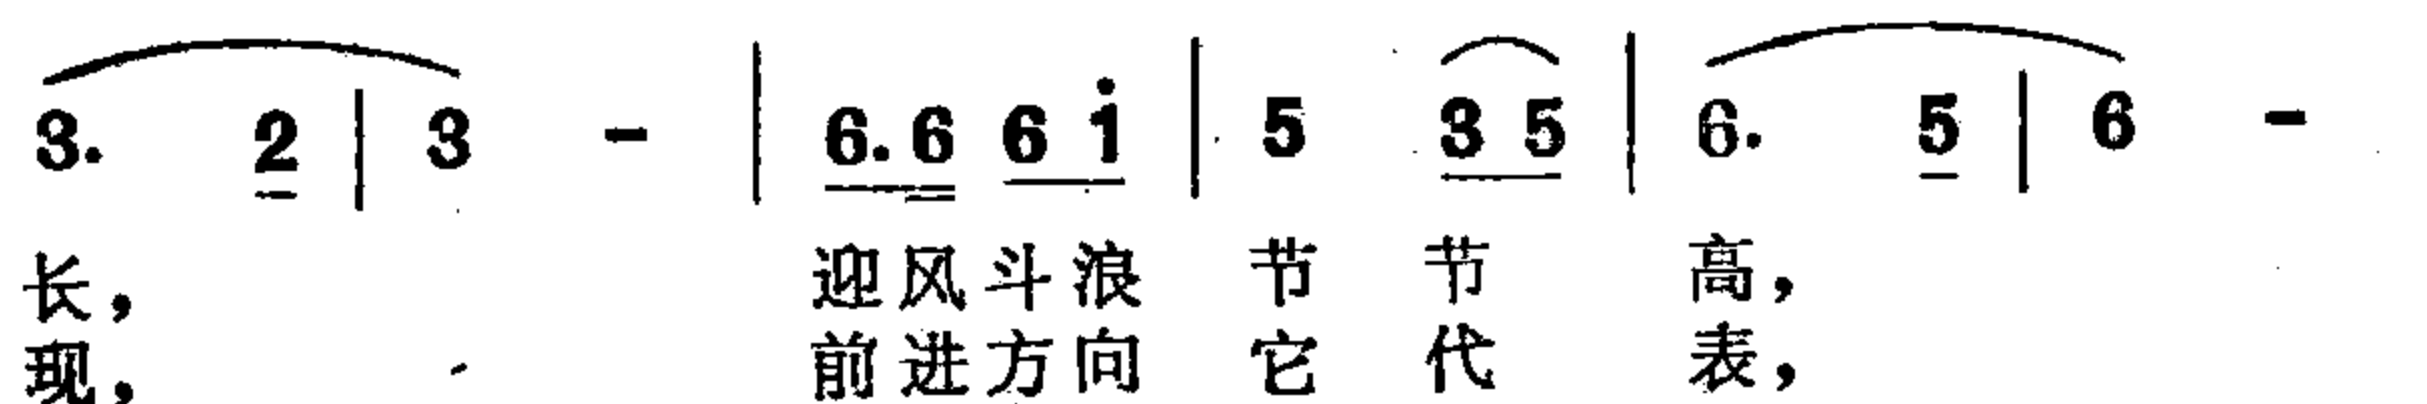 3. 2 | 3 - | 6.6 6 i | 5 3 5 | 6. 5 | 6 -
长， 迎风斗浪 节 节 高，
现， 前进方向 它 代 表，